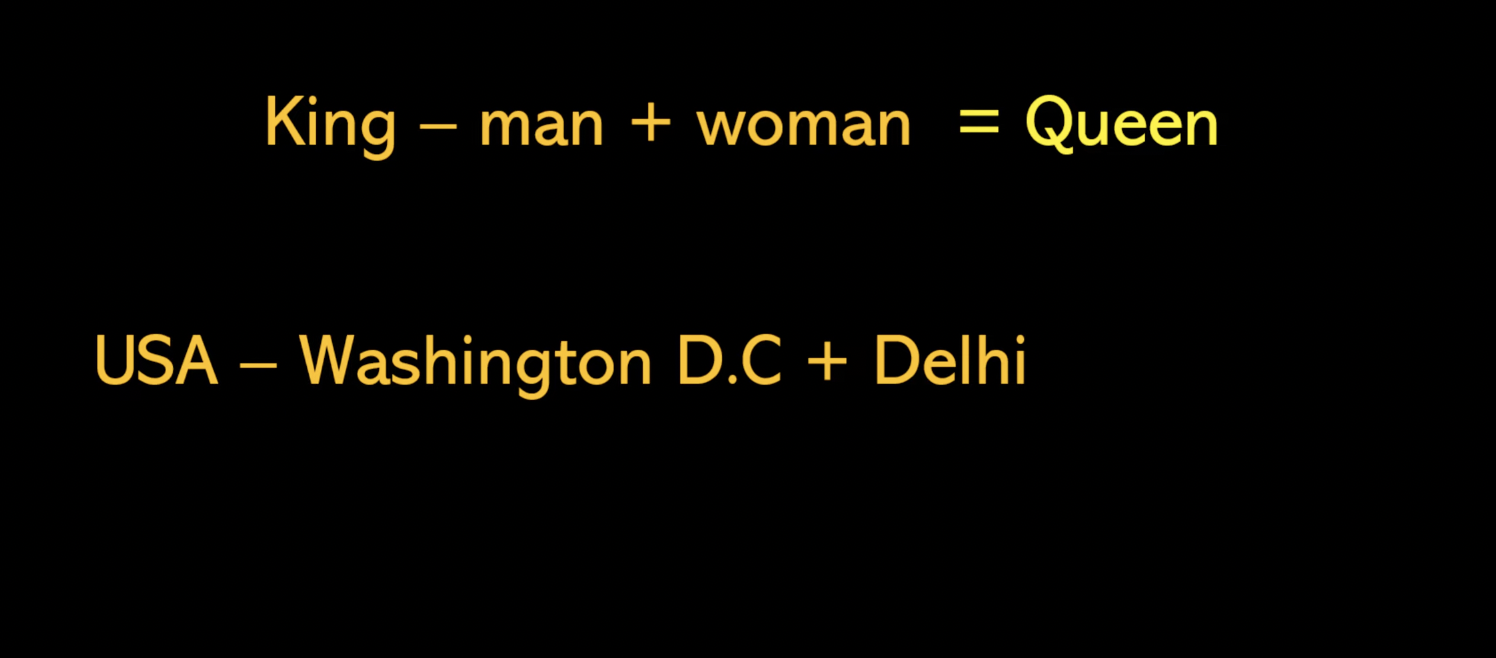 King – man + woman = Queen
USA – Washington D.C + Delhi